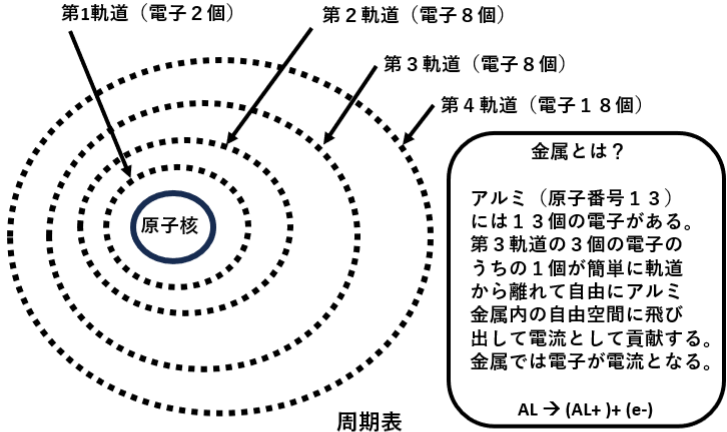 第1軌道（電子２個）
第２軌道（電子８個）
第３軌道（電子８個）
第４軌道（電子１８個）
原子核
金属とは？
アルミ（原子番号１３）
には１３個の電子がある。
第３軌道の３個の電子の
うちの１個が簡単に軌道
から離れて自由にアルミ
金属内の自由空間に飛び
出して電流として貢献する。
金属では電子が電流となる。
AL → (AL+ )+ (e-)
周期表